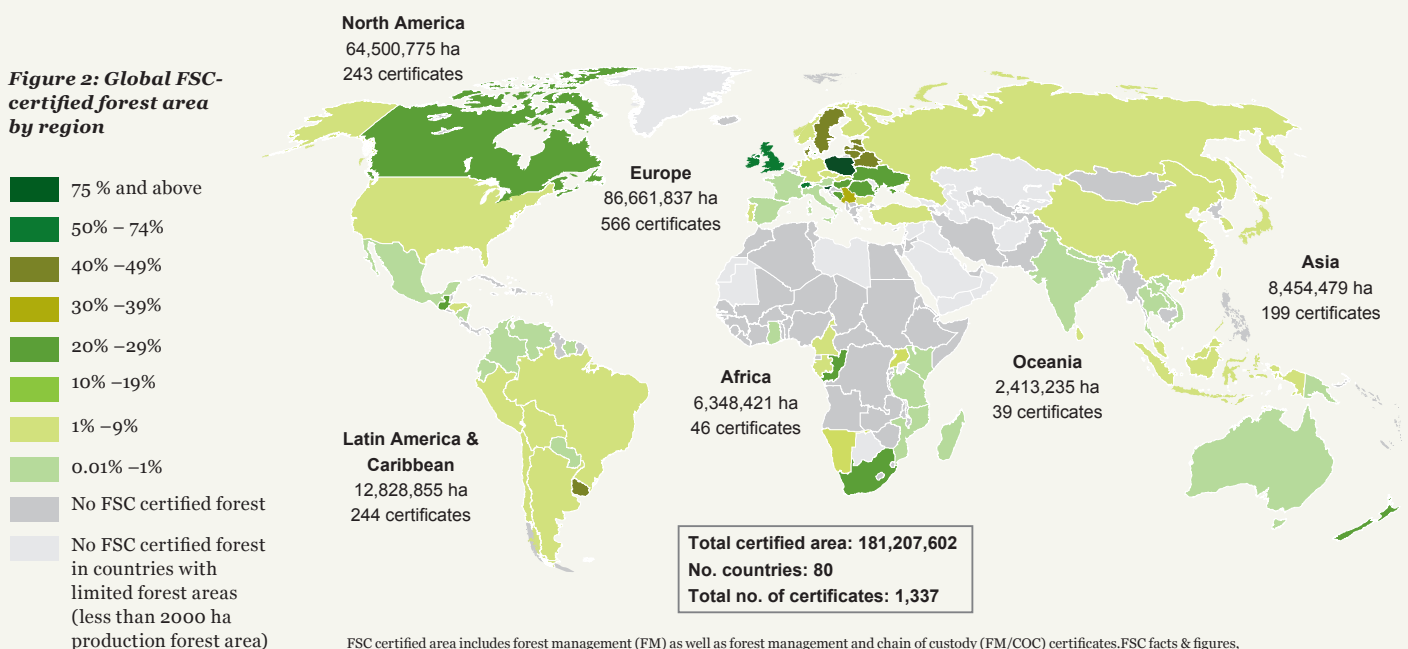 North America
64,500,775 ha
243 certificates
Figure 2: Global FSC-
certified forest area
by region
75 % and above
50% – 74%
40% –49%
30% –39%
20% –29%
10% –19%
1% –9%
0.01% –1%
No FSC certified forest
No FSC certified forest
in countries with
limited forest areas
(less than 2000 ha
production forest area)
Europe
86,661,837 ha
566 certificates
Asia
8,454,479 ha
199 certificates
Oceania
2,413,235 ha
39 certificates
Africa
6,348,421 ha
46 certificates
Latin America &
Caribbean
12,828,855 ha
244 certificates
Total certified area: 181,207,602
No. countries: 80
Total no. of certificates: 1,337
FSC certified area includes forest management (FM) as well as forest management and chain of custody (FM/COC) certificates.FSC facts & figures,